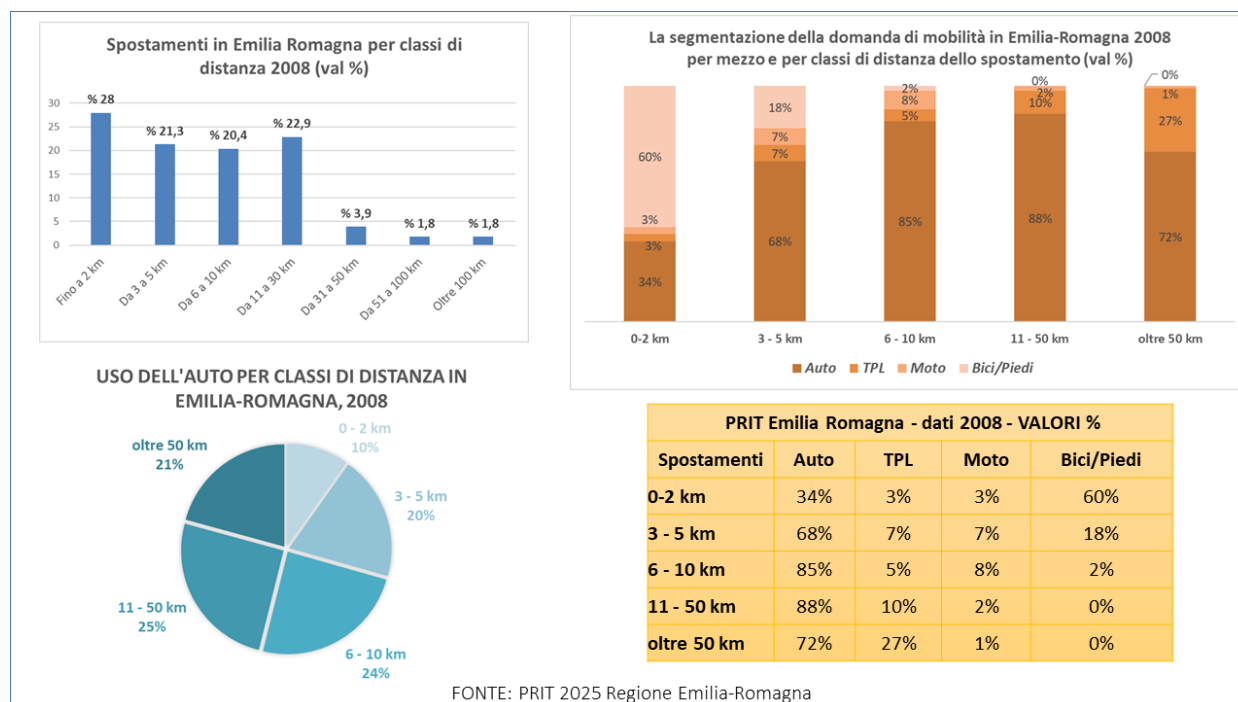 Spostamenti in Emilia Romagna per classi di
distanza 2008 (val %)
30
25
20
15
10
5
0
% 28
% 21,3
% 20,4
% 22,9
% 3,9
% 1,8
% 1,8
Fino a 2 km
Da 3 a 5 km
Da 6 a 10 km
Da 11 a 30 km
Da 31 a 50 km
Da 51 a 100 km
Oltre 100 km
La segmentazione della domanda di mobilità in Emilia-Romagna 2008
per mezzo e per classi di distanza dello spostamento (val %)
60%
3%
3%
34%
18%
7%
7%
68%
2%
8%
5%
85%
0%
2%
10%
88%
0%
1%
27%
72%
0-2 km
3 - 5 km
6 - 10 km
11 - 50 km
oltre 50 km
Auto TPL Moto Bici/Piedi
USO DELL'AUTO PER CLASSI DI DISTANZA IN
EMILIA-ROMAGNA, 2008
0 - 2 km
10%
3 - 5 km
20%
6 - 10 km
24%
11 - 50 km
25%
oltre 50 km
21%
PRIT Emilia Romagna - dati 2008 - VALORI %
Spostamenti Auto TPL Moto Bici/Piedi
0-2 km 34% 3% 3% 60%
3 - 5 km 68% 7% 7% 18%
6 - 10 km 85% 5% 8% 2%
11 - 50 km 88% 10% 2% 0%
oltre 50 km 72% 27% 1% 0%
FONTE: PRIT 2025 Regione Emilia-Romagna